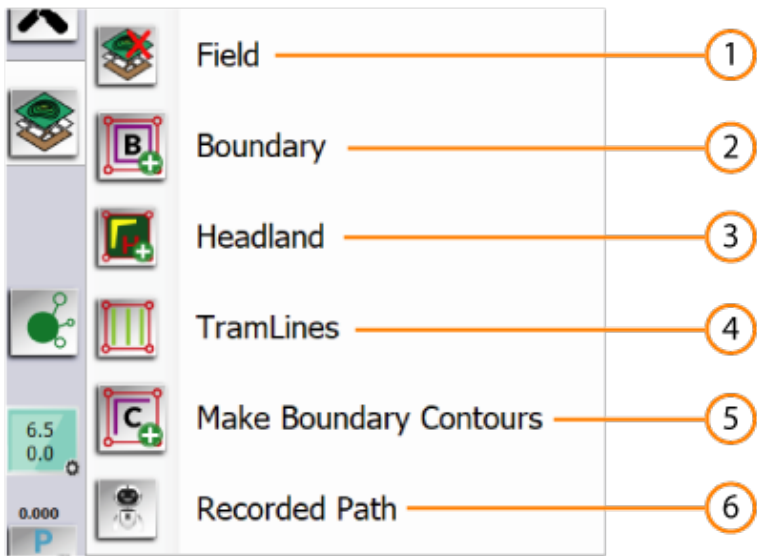 Field 1
B Boundary 2
H Headland 3
TramLines 4
C Make Boundary Contours 5
6.5
0.0
Recorded Path 6
0.000
P